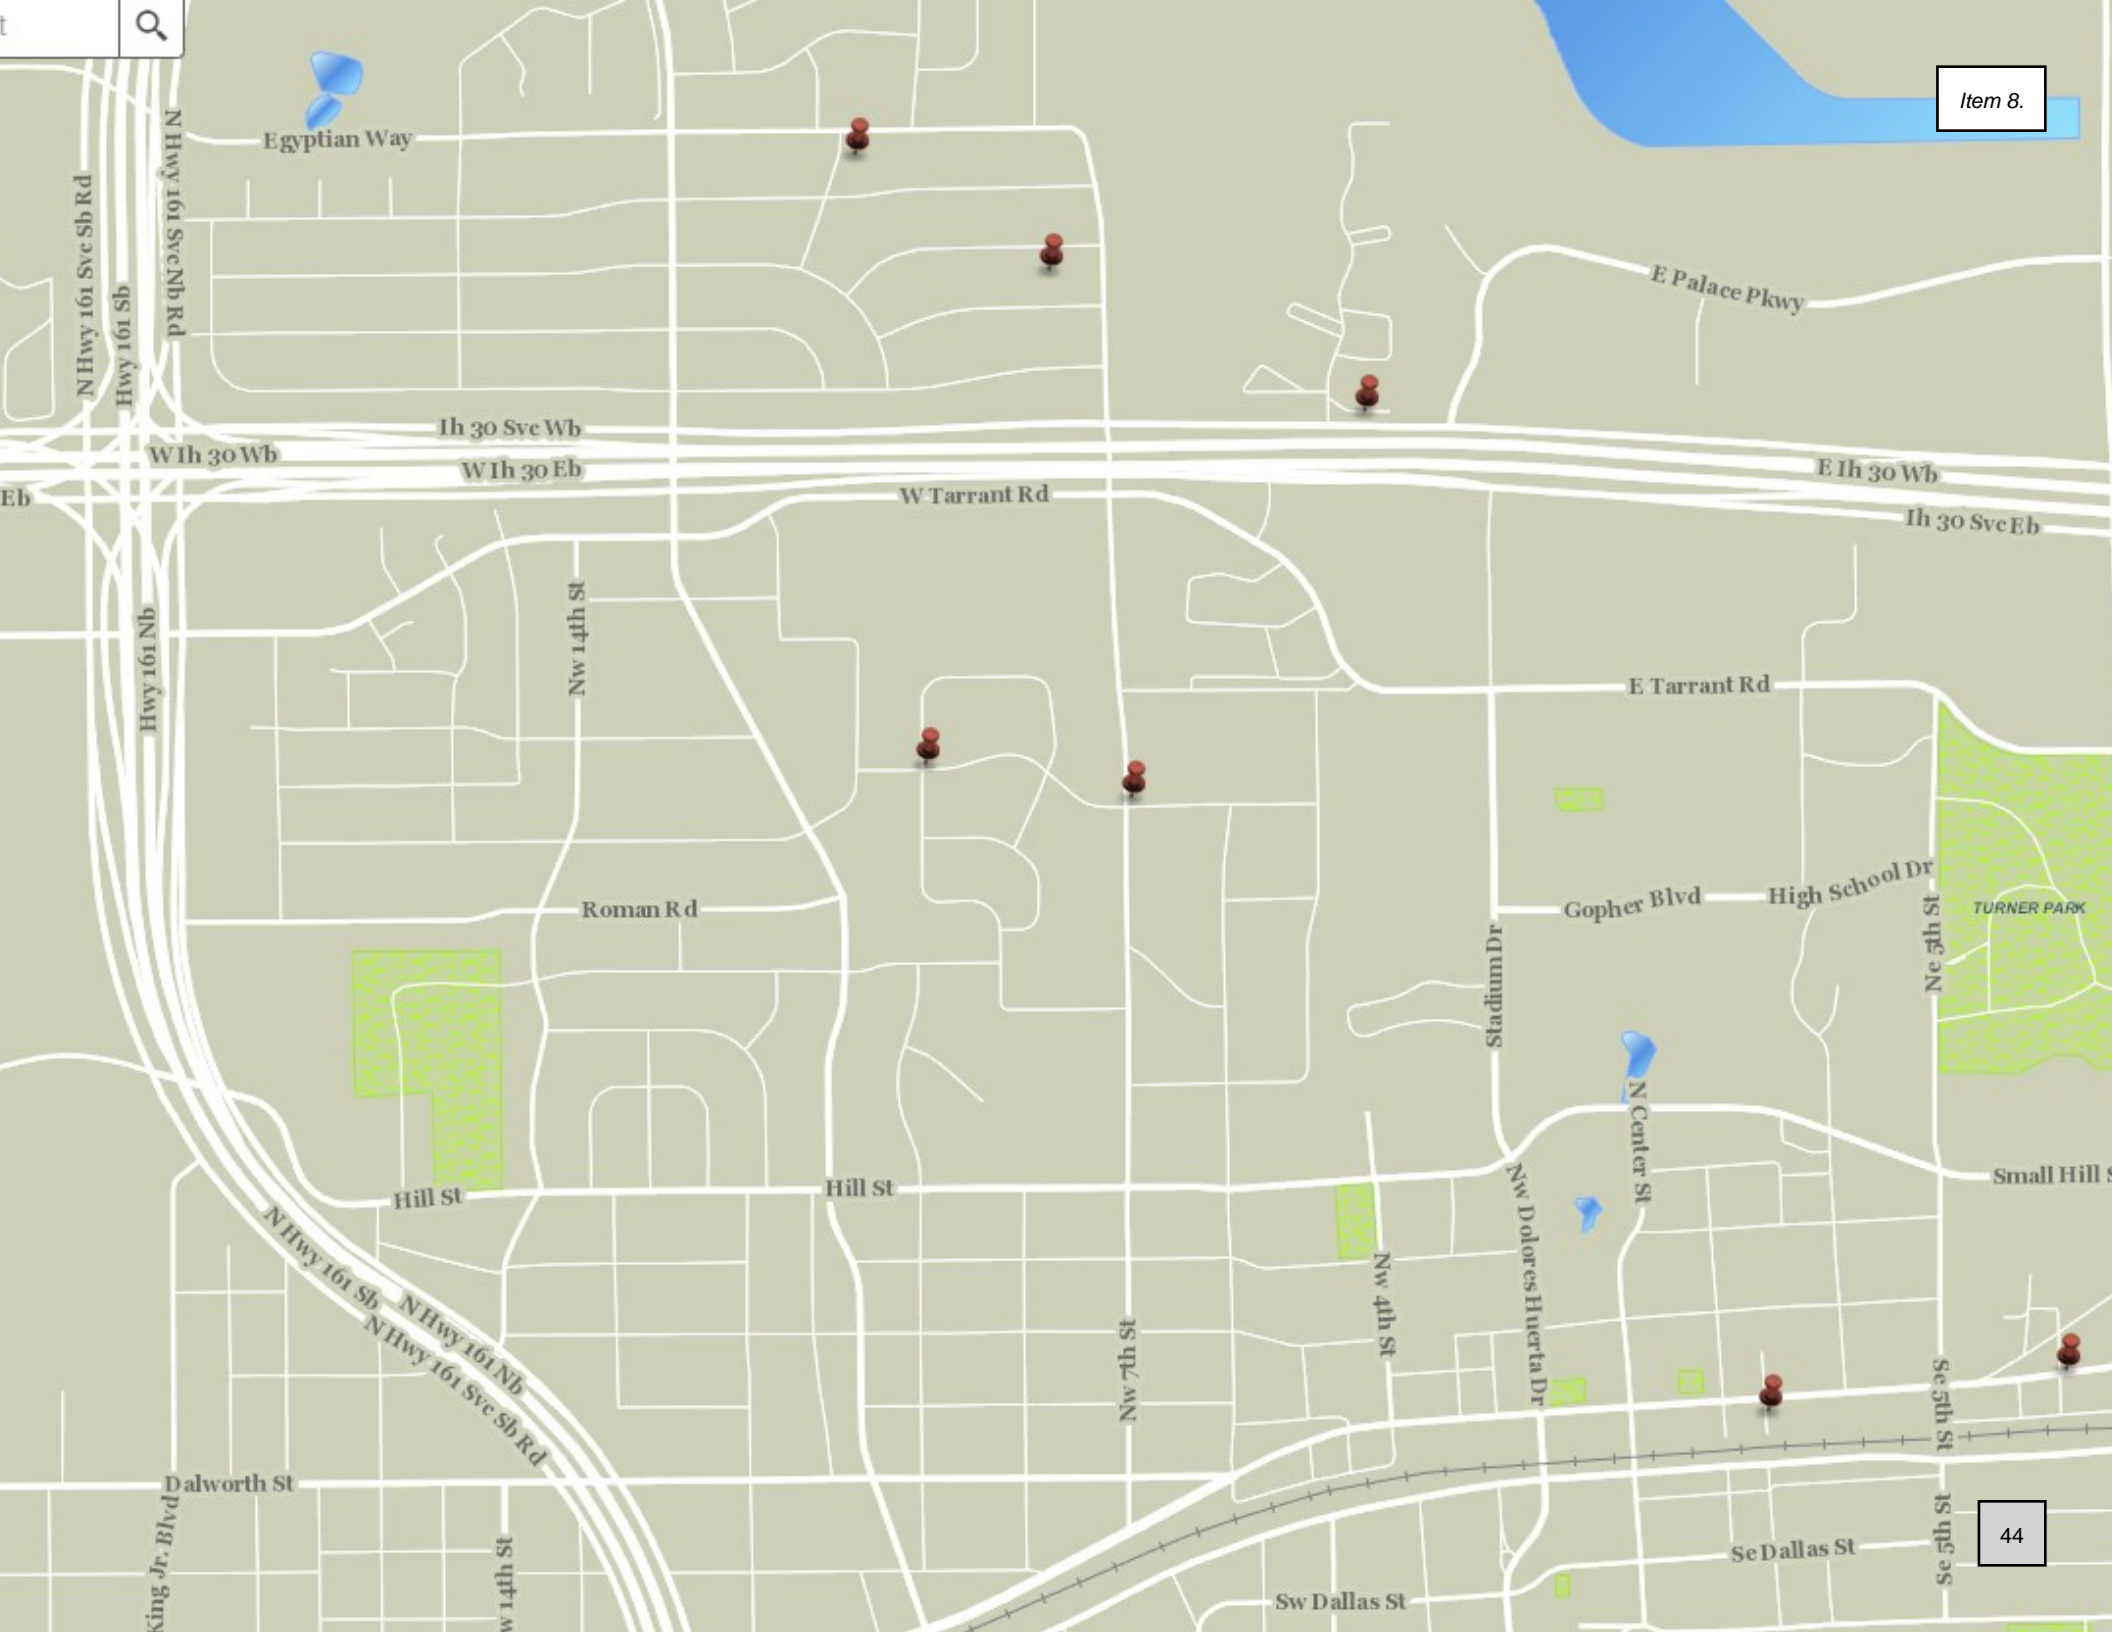 t
Item 8.
Egyptian Way
N Hwy 161 Svc Sb Rd
Hwy 161 Sb
N Hwy 161 Svc Nb Rd
E Palace Pkwy
Ih 30 Svc Wb
W Ih 30 Wb
W Ih 30 Eb
Eb
W Tarrant Rd
E Ih 30 Wb
Ih 30 Svc Eb
Nw 14th St
Hwy 161 Nb
E Tarrant Rd
Roman Rd
Gopher Blvd
High School Dr
TURNER PARK
Ne 5th St
Stadium Dr
N Center St
Hill St
Hill St
Small Hill S
Nw Dolores Huerta Dr
Nw 4th St
N Hwy 161 Sb
N Hwy 161 Nb
N Hwy 161 Svc Sb Rd
Nw 7th St
Se 5th St
Dalworth St
King Jr. Blvd
w 14th St
Se 5th St
44
Se Dallas St
Sw Dallas St